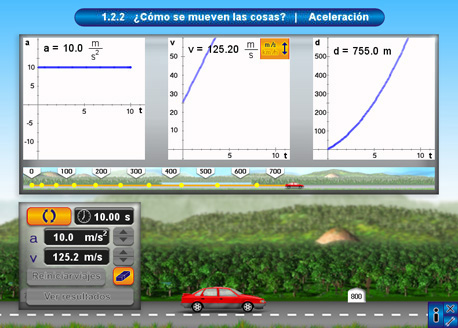 1.2.2 ¿Cómo se mueven las cosas? | Aceleración
a
a = 10.0 m/s²
10
5
-5
-10
5
10 t
v
v = 125.20 m/s
50
40
30
20
10
5
10 t
d
d = 755.0 m
500
400
300
200
100
5
10 t
0 100 200 300 400 500 600 700
10.00 s
a 10.0 m/s²
v 125.2 m/s
Reiniciar viajes
Ver resultados
800
i